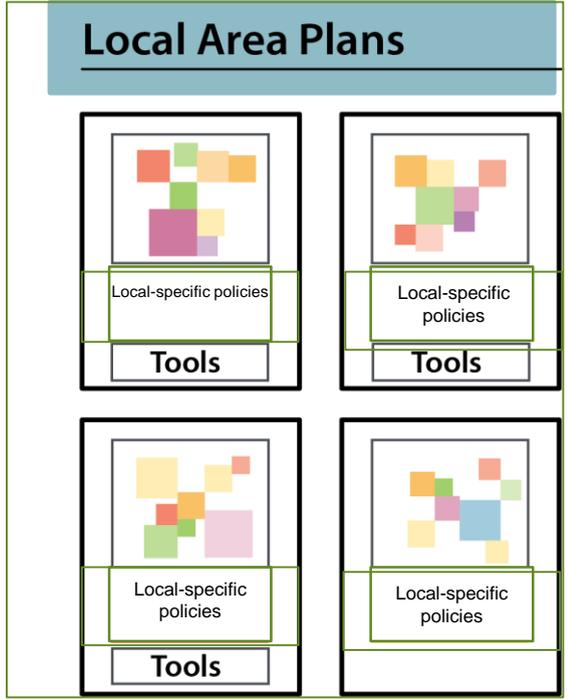 Local Area Plans
Local-specific policies
Tools
Local-specific
policies
Tools
Local-specific
policies
Tools
Local-specific
policies